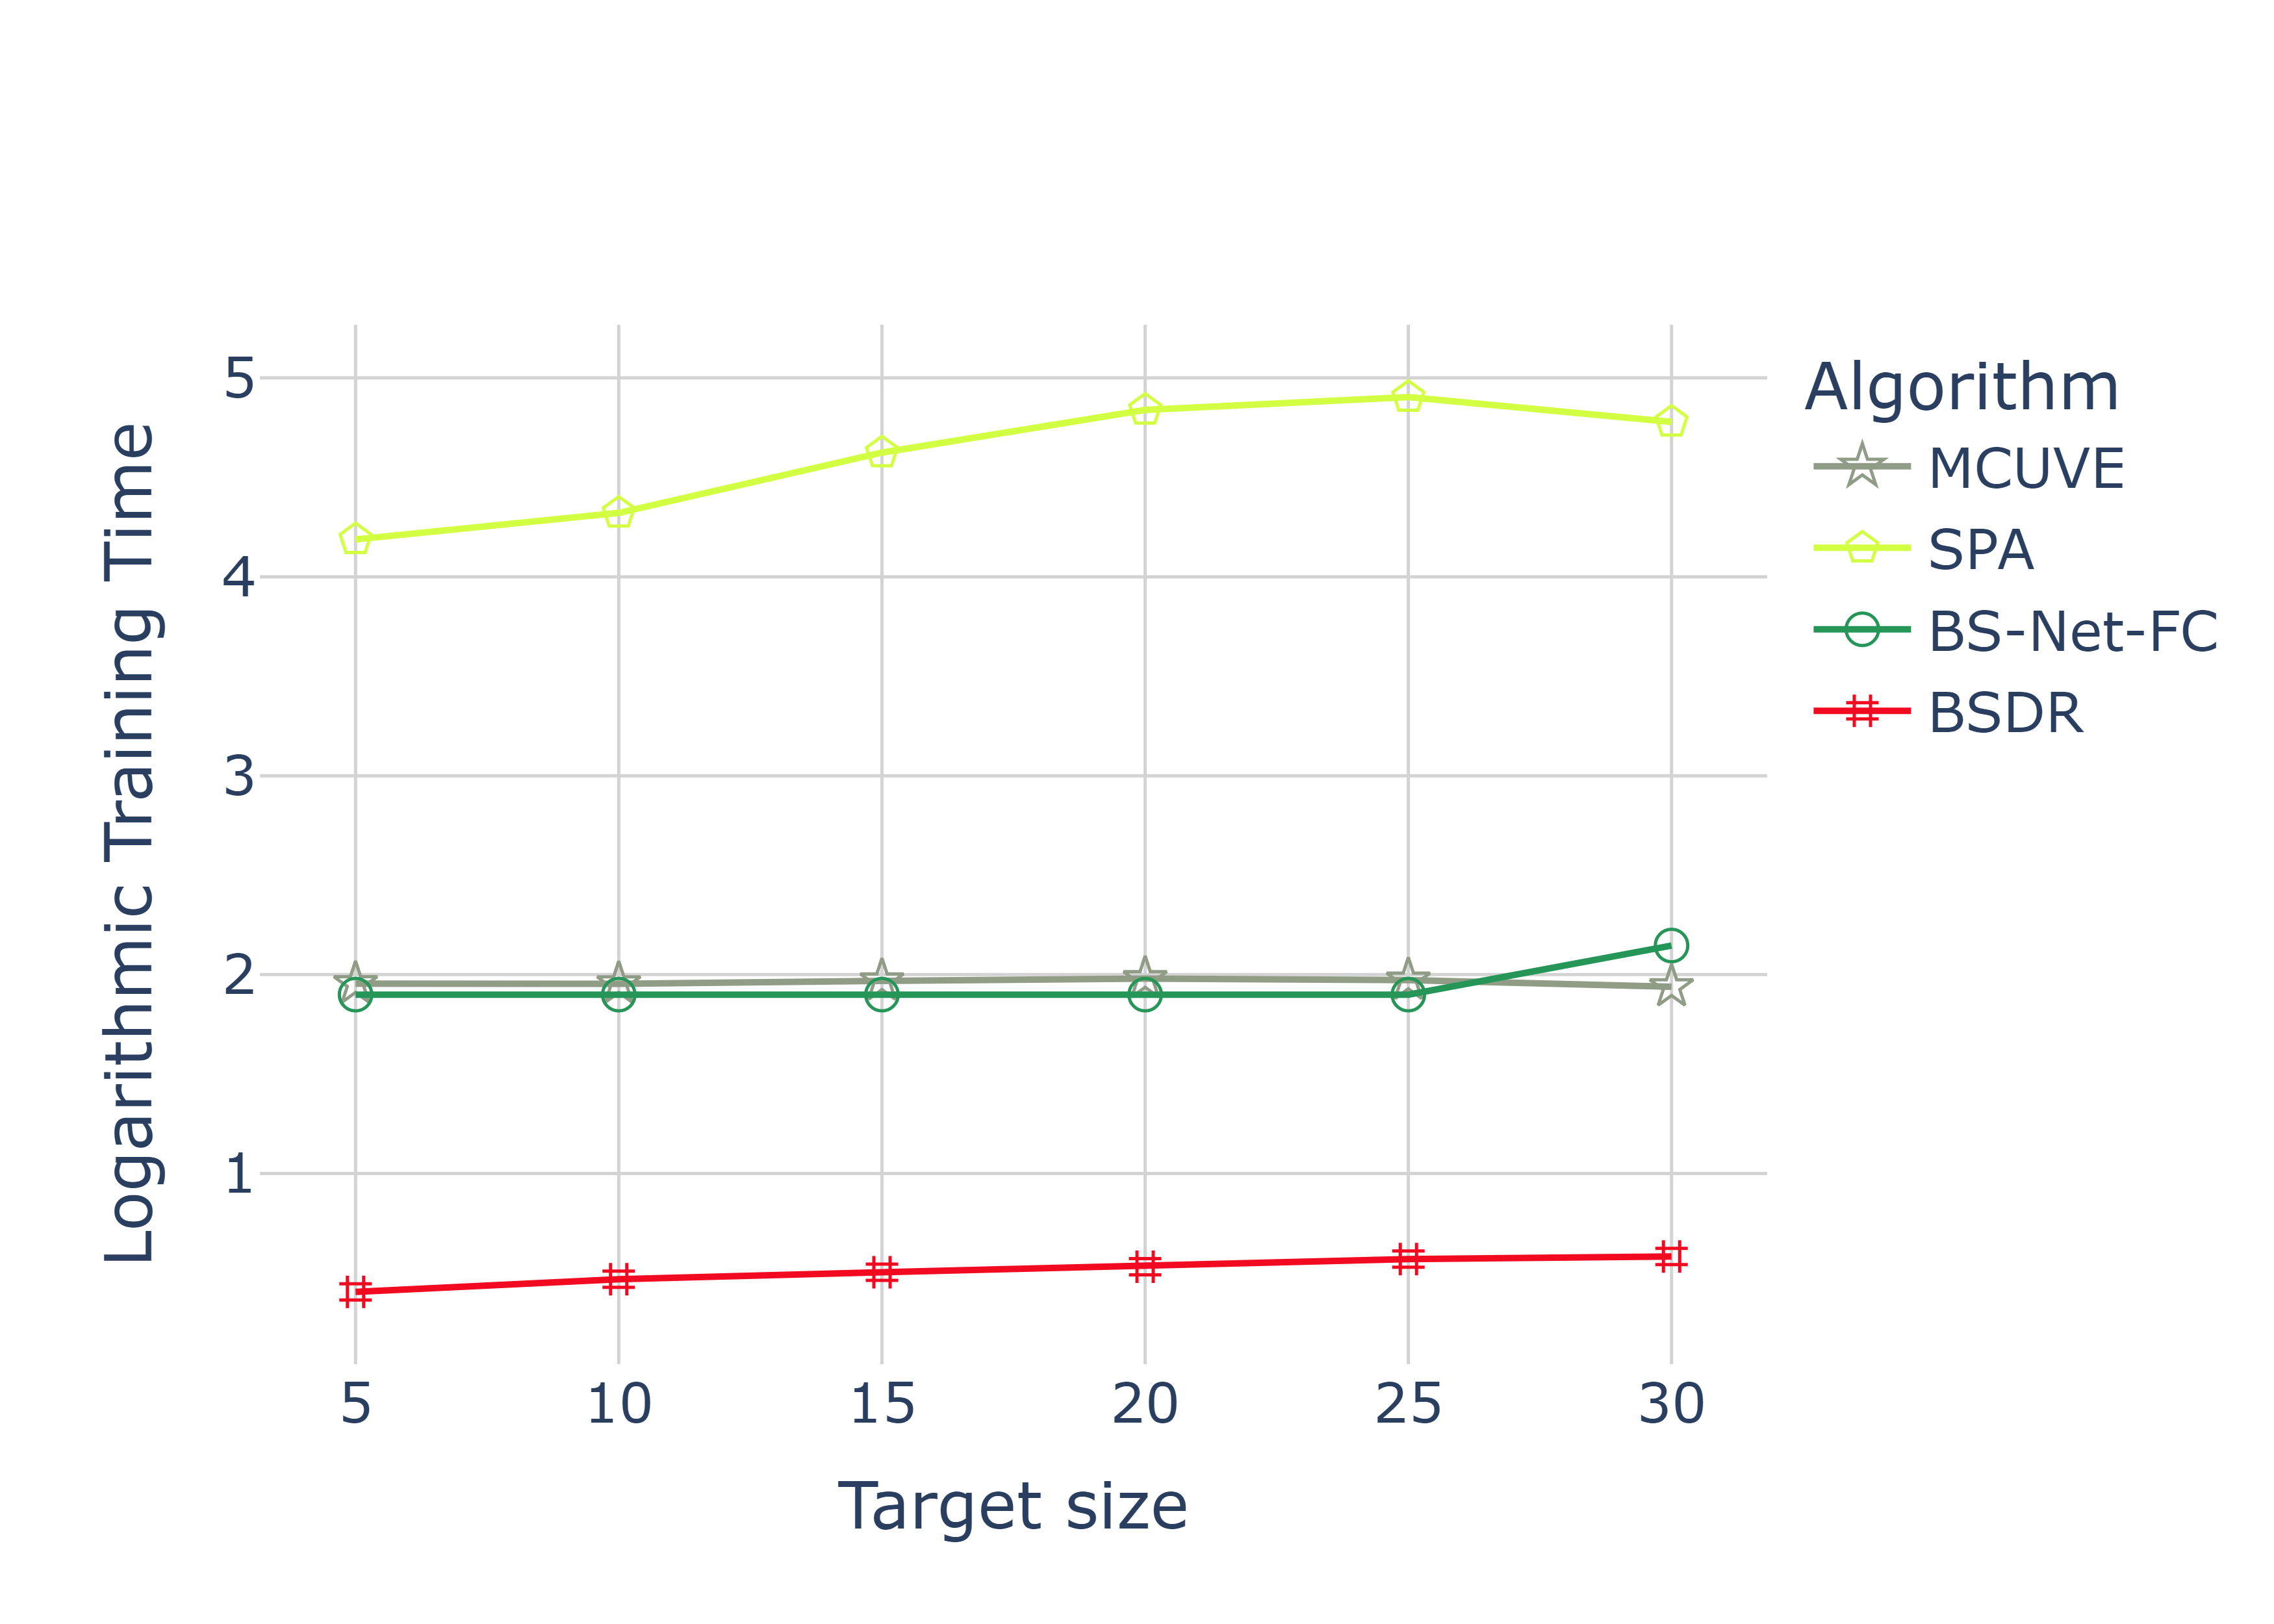 Logarithmic Training Time
5
4
3
2
1
5 10 15 20 25 30
Target size
Algorithm
MCUVE
SPA
BS-Net-FC
BSDR